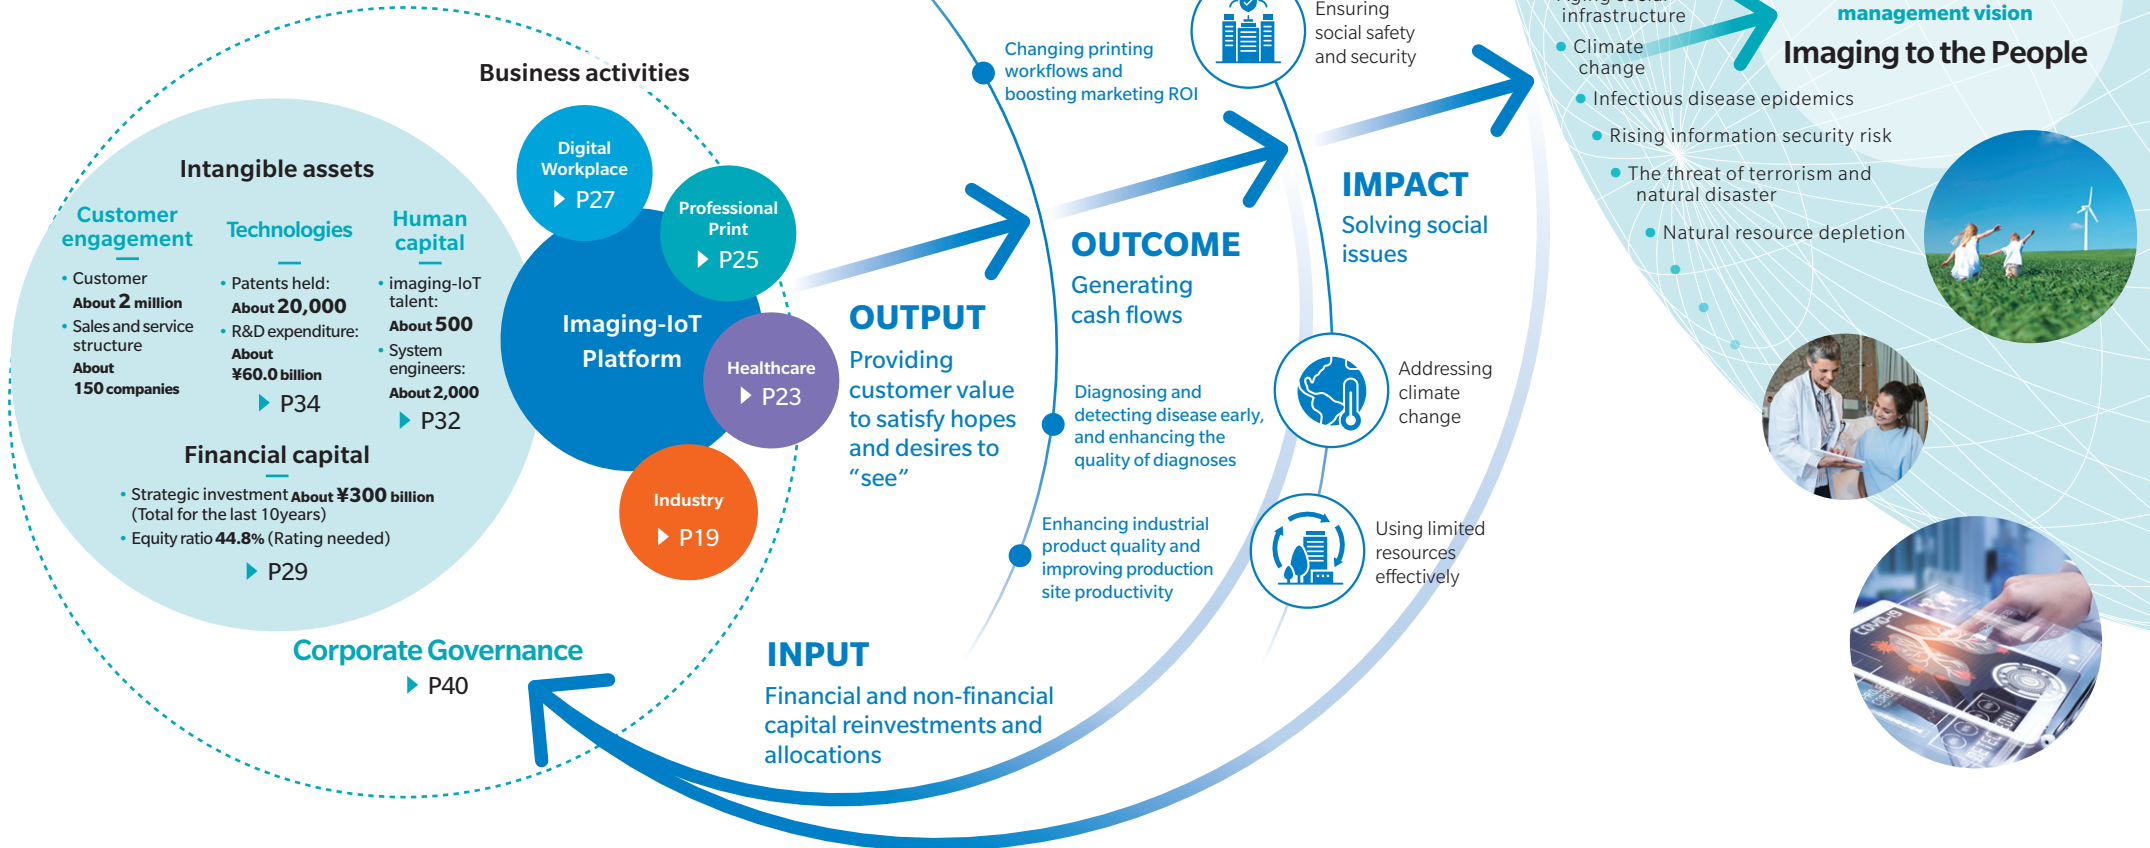 Business activities
Intangible assets
Customer
engagement
• Customer
About 2 million
• Sales and service
structure
About
150 companies
Technologies
• Patents held:
About 20,000
• R&D expenditure:
About
¥60.0 billion
P34
Human
capital
• imaging-IoT
talent:
About 500
• System
engineers:
About 2,000
P32
Financial capital
• Strategic investment About ¥300 billion
(Total for the last 10years)
• Equity ratio 44.8% (Rating needed)
P29
Corporate Governance
P40
Digital
Workplace
P27
Professional
Print
P25
Imaging-IoT
Platform
Healthcare
P23
Industry
P19
OUTPUT
Providing
customer value
to satisfy hopes
and desires to
“see”
INPUT
Financial and non-financial
capital reinvestments and
allocations
Changing printing
workflows and
boosting marketing ROI
OUTCOME
Generating
cash flows
Diagnosing and
detecting disease early,
and enhancing the
quality of diagnoses
Enhancing industrial
product quality and
improving production
site productivity
Ensuring
social safety
and security
IMPACT
Solving social
issues
Addressing
climate
change
Using limited
resources
effectively
Aging social
infrastructure
• Climate
change
• Infectious disease epidemics
• Rising information security risk
• The threat of terrorism and
natural disaster
• Natural resource depletion
management vision
Imaging to the People
COVID-19